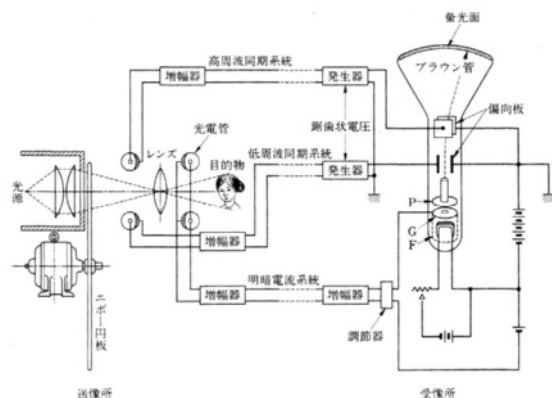 螢光面
ブラウン管
高周波同期系統
増幅器
発生器
偏向板
光電管
鋸歯状電圧
レンズ
低周波同期系統
目的物
発生器
光源
P
増幅器
G
F
明暗電流系統
増幅器
増幅器
ニポー円板
調節器
送像所
受像所